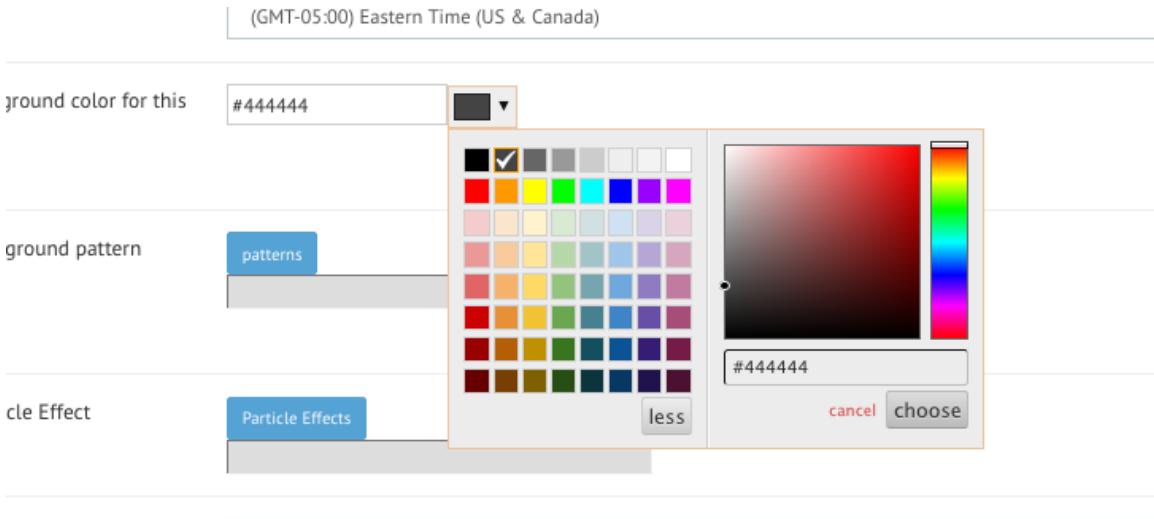 (GMT-05:00) Eastern Time (US & Canada)
ground color for this
#444444
ground pattern
patterns
#444444
less
cancel
choose
cle Effect
Particle Effects